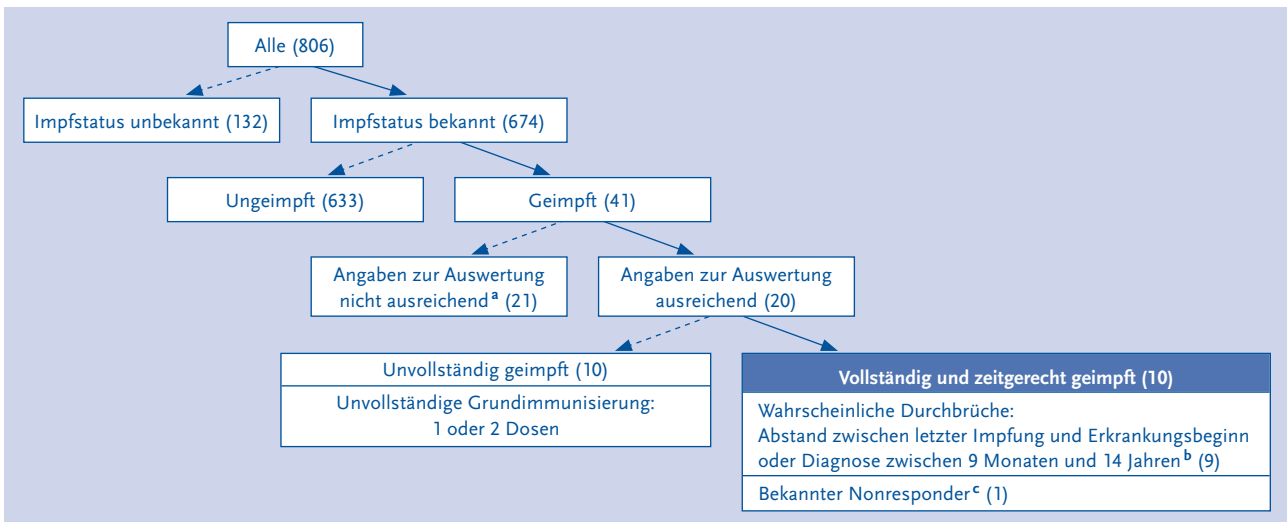 Alle (806)
Impfstatus unbekannt (132)
Impfstatus bekannt (674)
Ungeimpft (633)
Geimpft (41)
Angaben zur Auswertung
nicht ausreichend a (21)
Angaben zur Auswertung
ausreichend (20)
Unvollständig geimpft (10)
Unvollständige Grundimmunisierung:
1 oder 2 Dosen
Vollständig und zeitgerecht geimpft (10)
Wahrscheinliche Durchbrüche:
Abstand zwischen letzter Impfung und Erkrankungsbeginn
oder Diagnose zwischen 9 Monaten und 14 Jahren b (9)
Bekannter Nonresponder c (1)